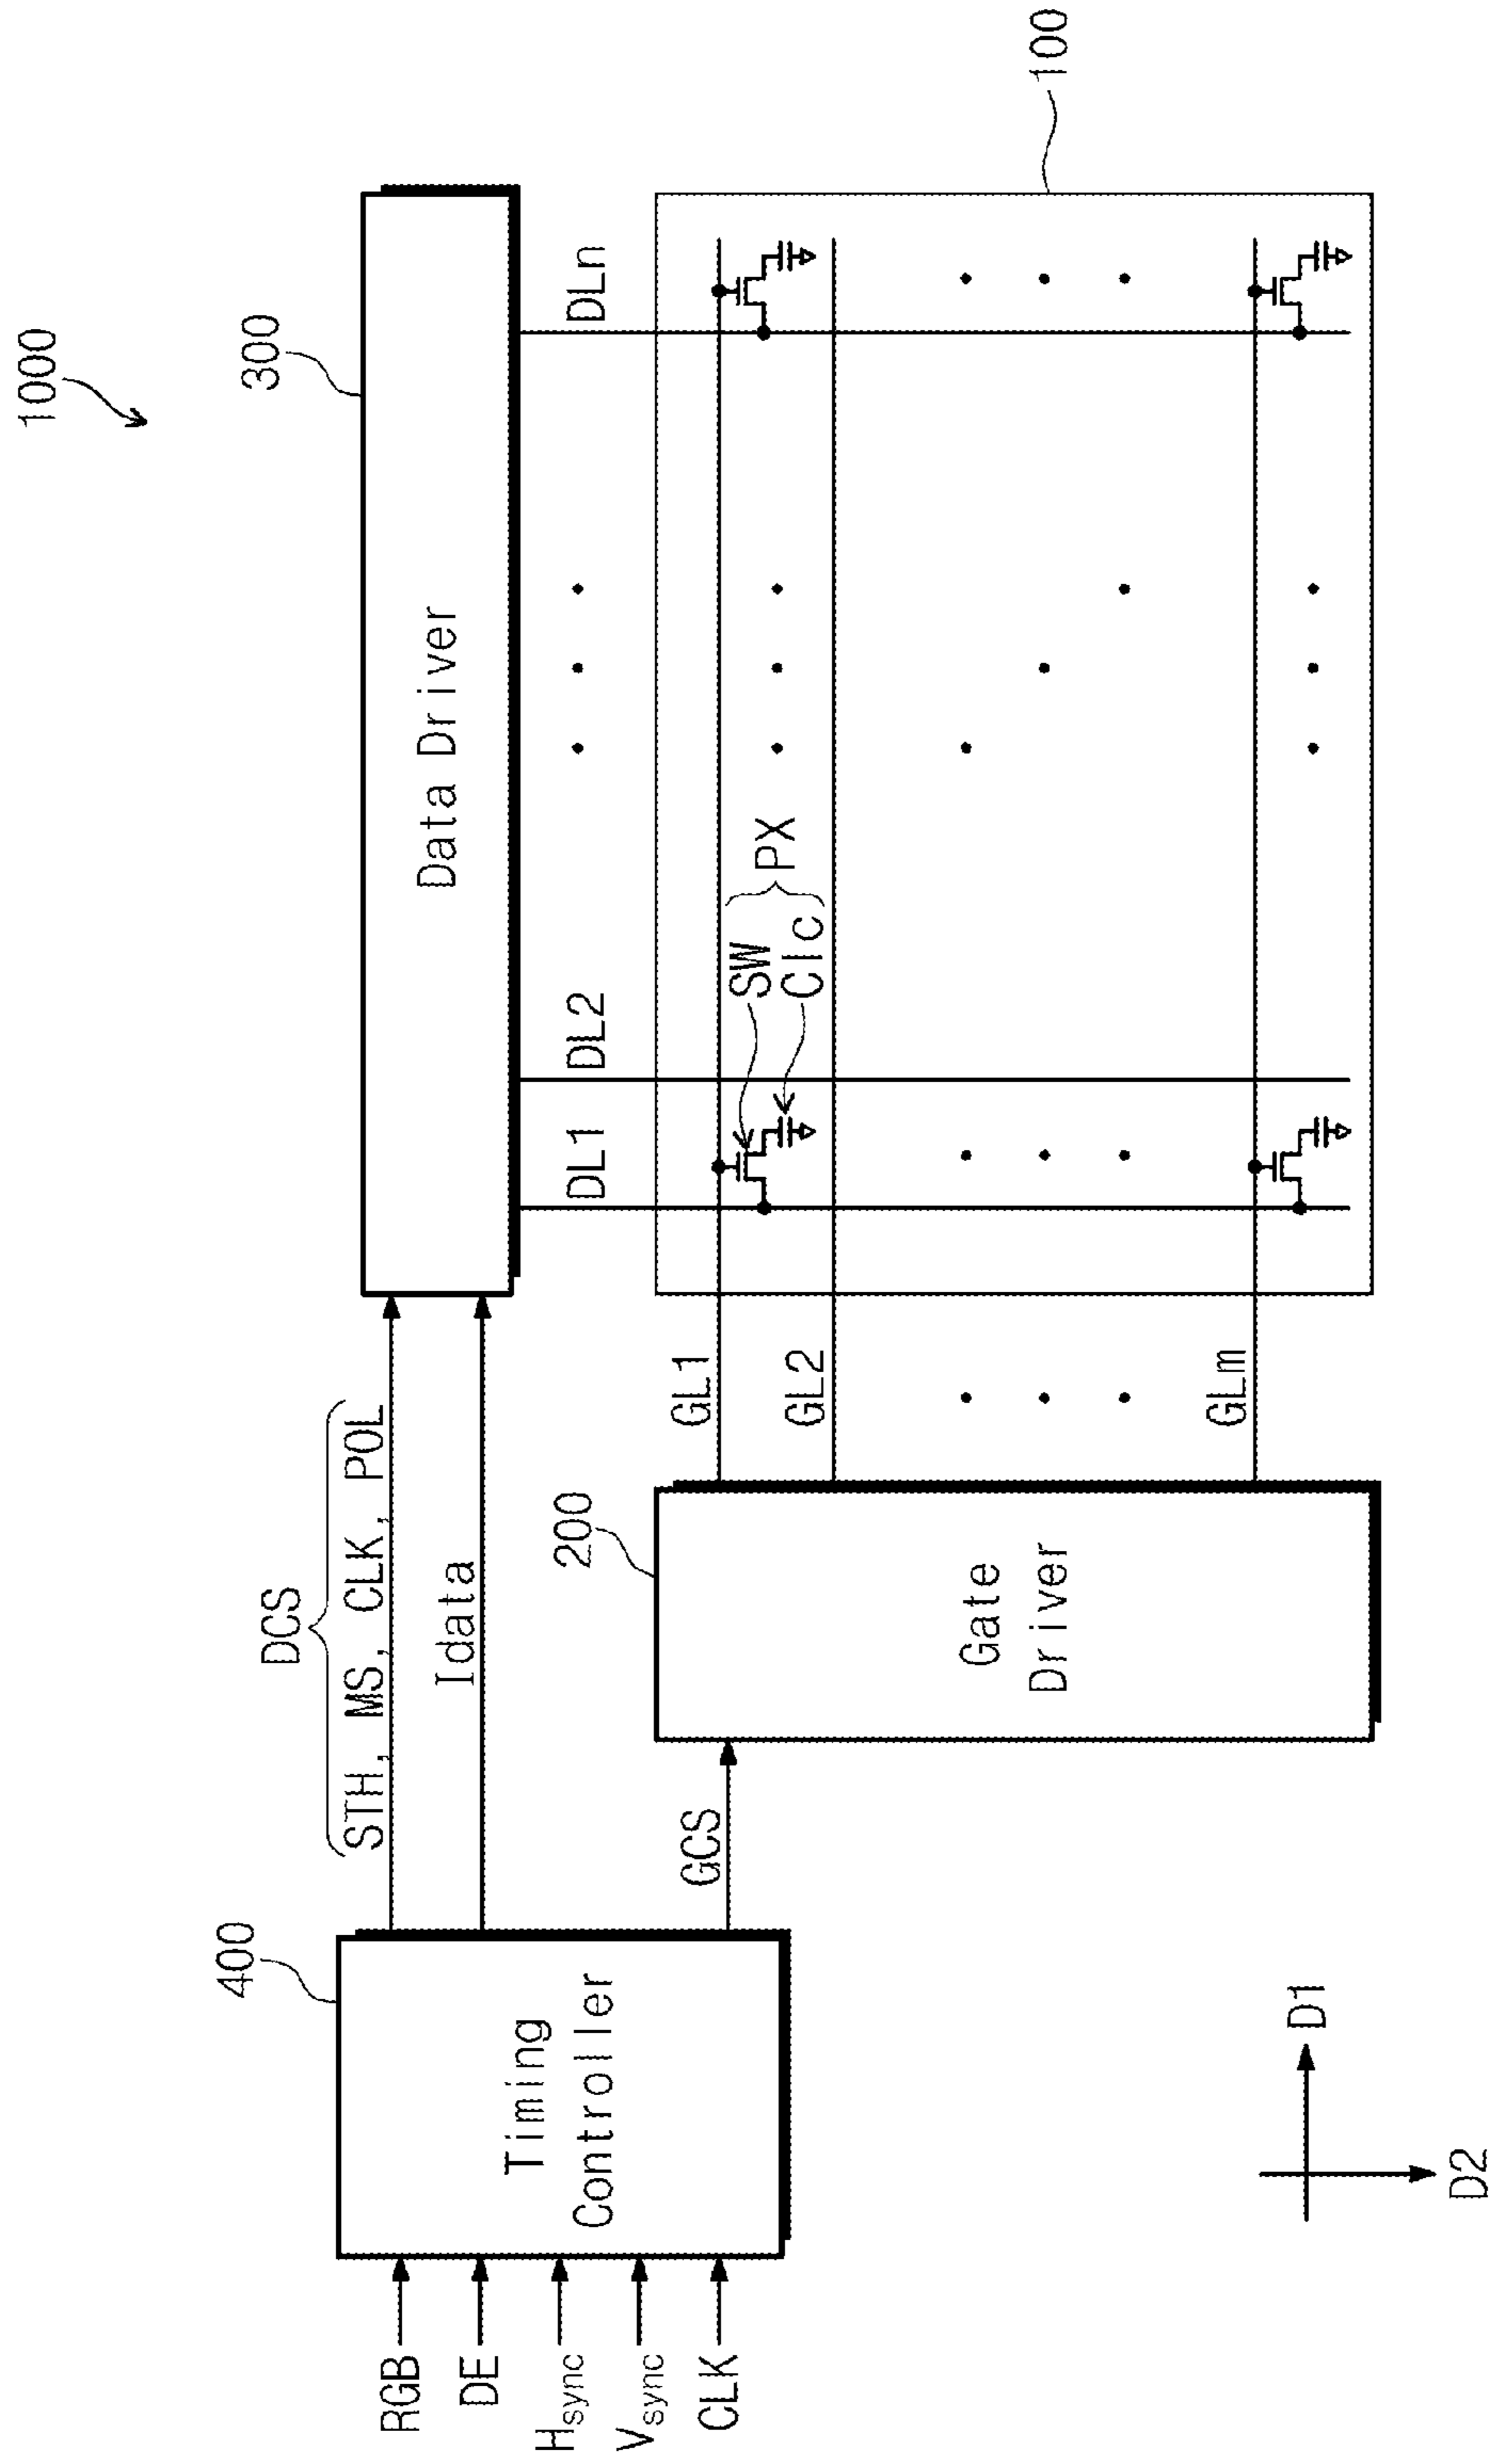 1000
400
DCS
STH, MS, CLK, POL
300
RGB
DE
Hsync
Vsync
CLK
Timing
Controller
Idata
Data Driver
GCS
200
Gate
Driver
DL1
DL2
DLn
GL1
GL2
GLm
SW
Clc
PX
100
D1
D2